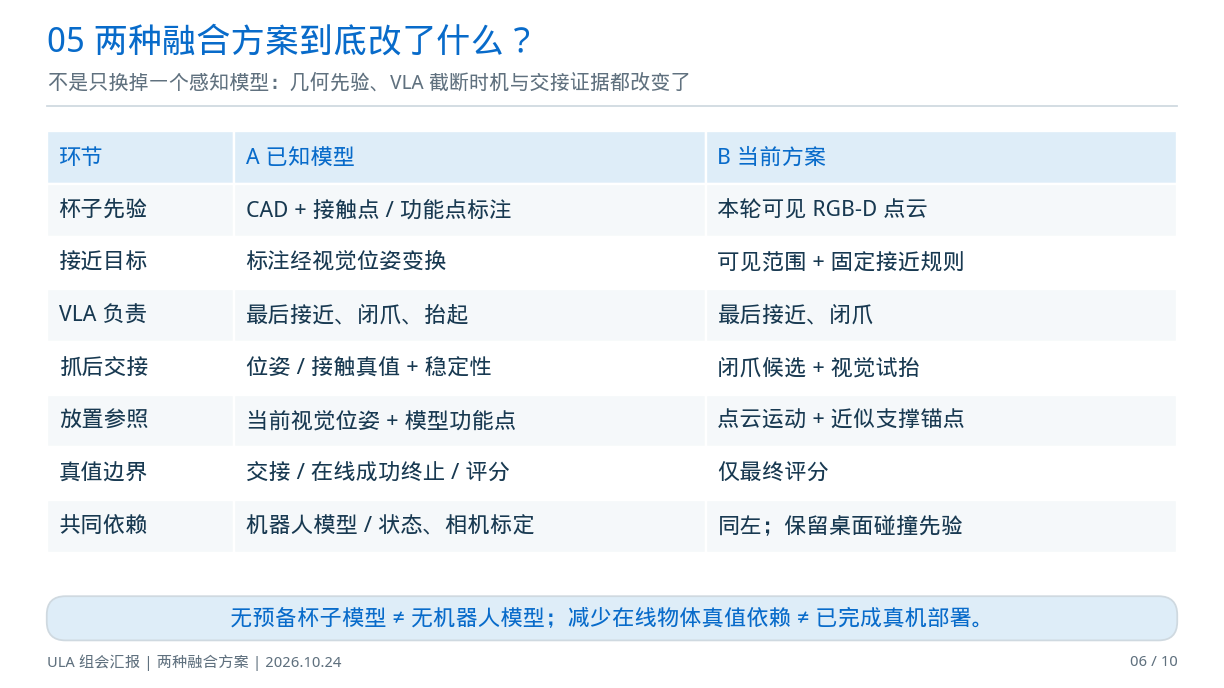 05 两种融合方案到底改了什么？
不是只换掉一个感知模型：几何先验、VLA 截断时机与交接证据都改变了
环节 A 已知模型 B 当前方案
杯子先验 CAD + 接触点 / 功能点标注 本轮可见 RGB-D 点云
接近目标 标注经视觉位姿变换 可见范围 + 固定接近规则
VLA 负责 最后接近、闭爪、抬起 最后接近、闭爪
抓后交接 位姿 / 接触真值 + 稳定性 闭爪候选 + 视觉试抬
放置参照 当前视觉位姿 + 模型功能点 点云运动 + 近似支撑锚点
真值边界 交接 / 在线成功终止 / 评分 仅最终评分
共同依赖 机器人模型 / 状态、相机标定 同左；保留桌面碰撞先验
无预备杯子模型 ≠ 无机器人模型；减少在线物体真值依赖 ≠ 已完成真机部署。
ULA 组会汇报 | 两种融合方案 | 2026.10.24
06 / 10